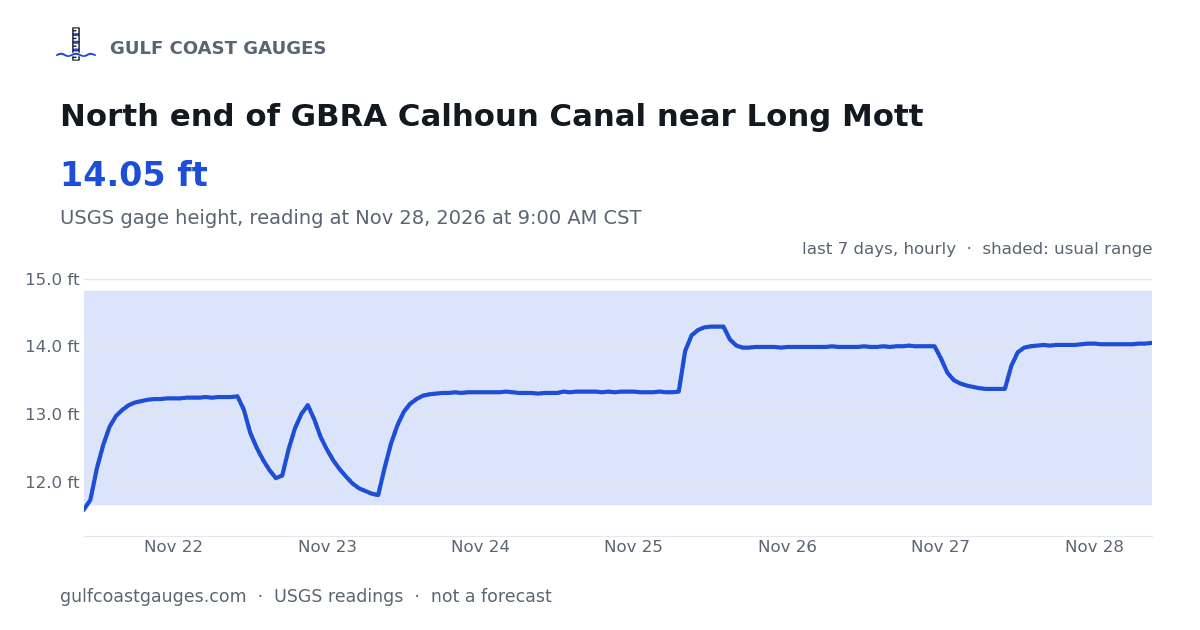 GULF COAST GAUGES
North end of GBRA Calhoun Canal near Long Mott
14.05 ft
USGS gage height, reading at Nov 28, 2026 at 9:00 AM CST
last 7 days, hourly · shaded: usual range
15.0 ft
14.0 ft
13.0 ft
12.0 ft
Nov 22 Nov 23 Nov 24 Nov 25 Nov 26 Nov 27 Nov 28
gulfcoastgauges.com · USGS readings · not a forecast